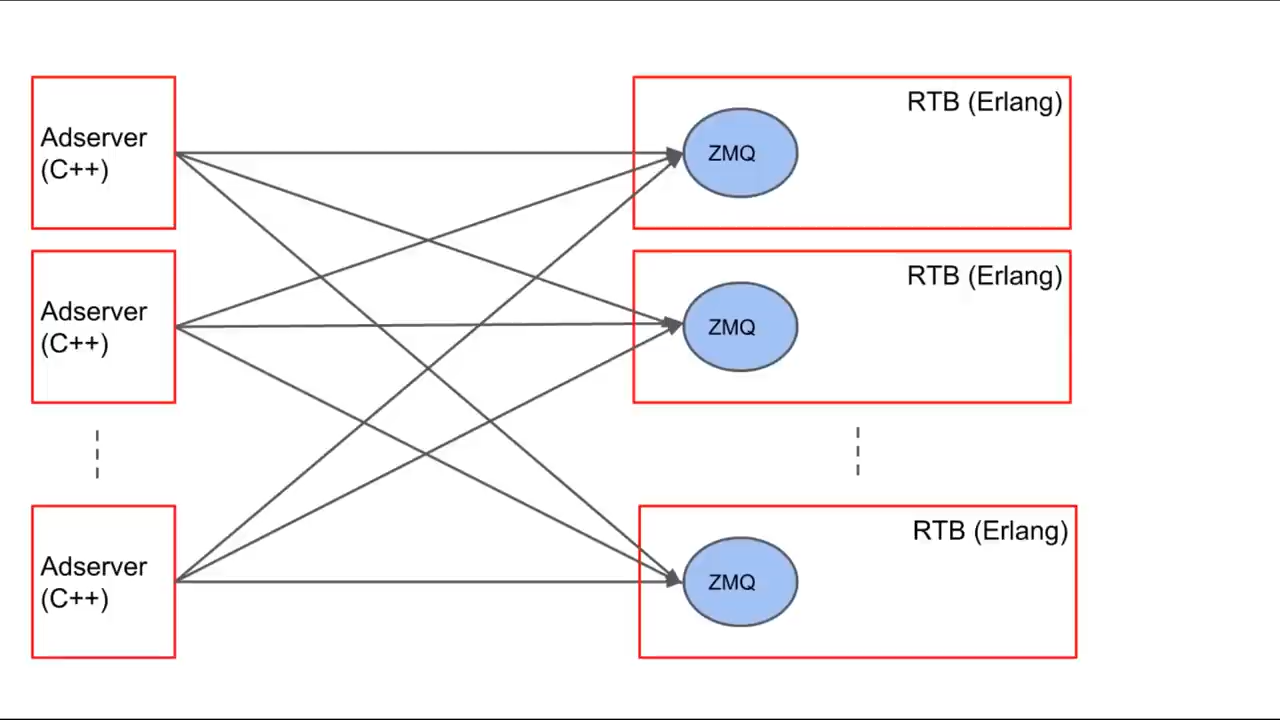 Adserver
(C++)
RTB (Erlang)
ZMQ
Adserver
(C++)
RTB (Erlang)
ZMQ
Adserver
(C++)
RTB (Erlang)
ZMQ